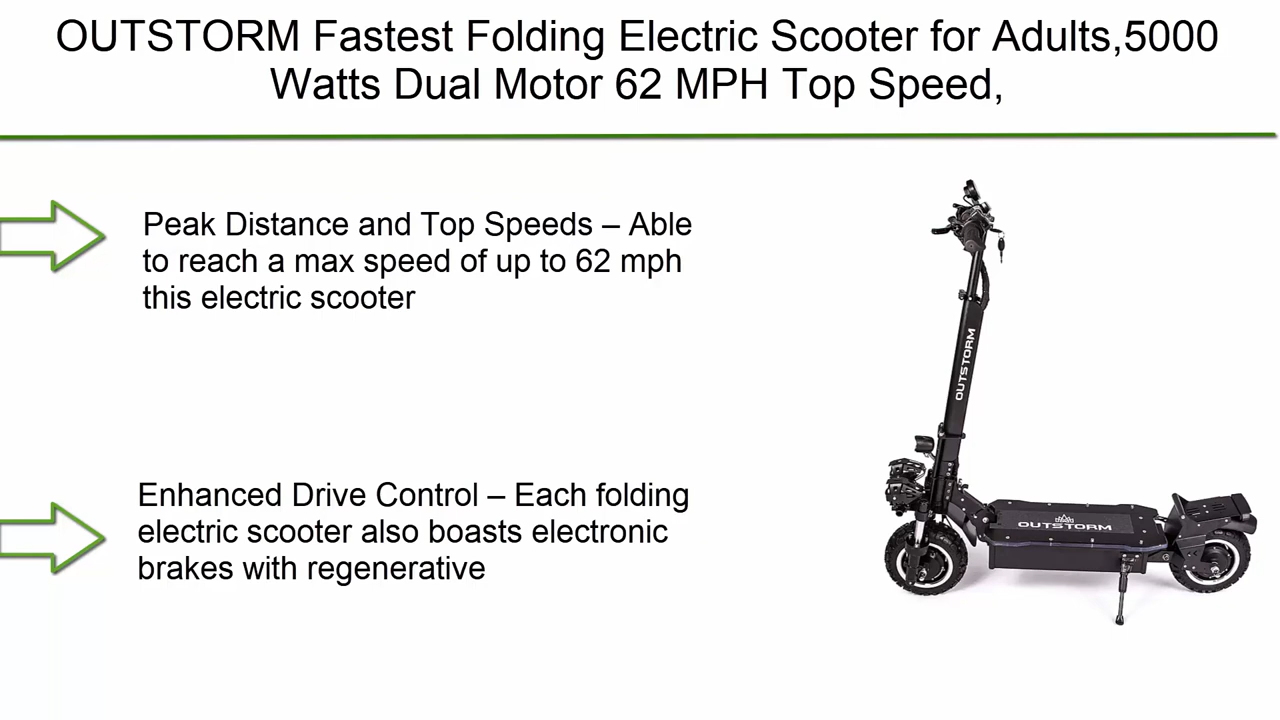 OUTSTORM Fastest Folding Electric Scooter for Adults,5000
Watts Dual Motor 62 MPH Top Speed,
Peak Distance and Top Speeds – Able
to reach a max speed of up to 62 mph
this electric scooter
Enhanced Drive Control – Each folding
electric scooter also boasts electronic
brakes with regenerative
OUTSTORM
OUTSTORM